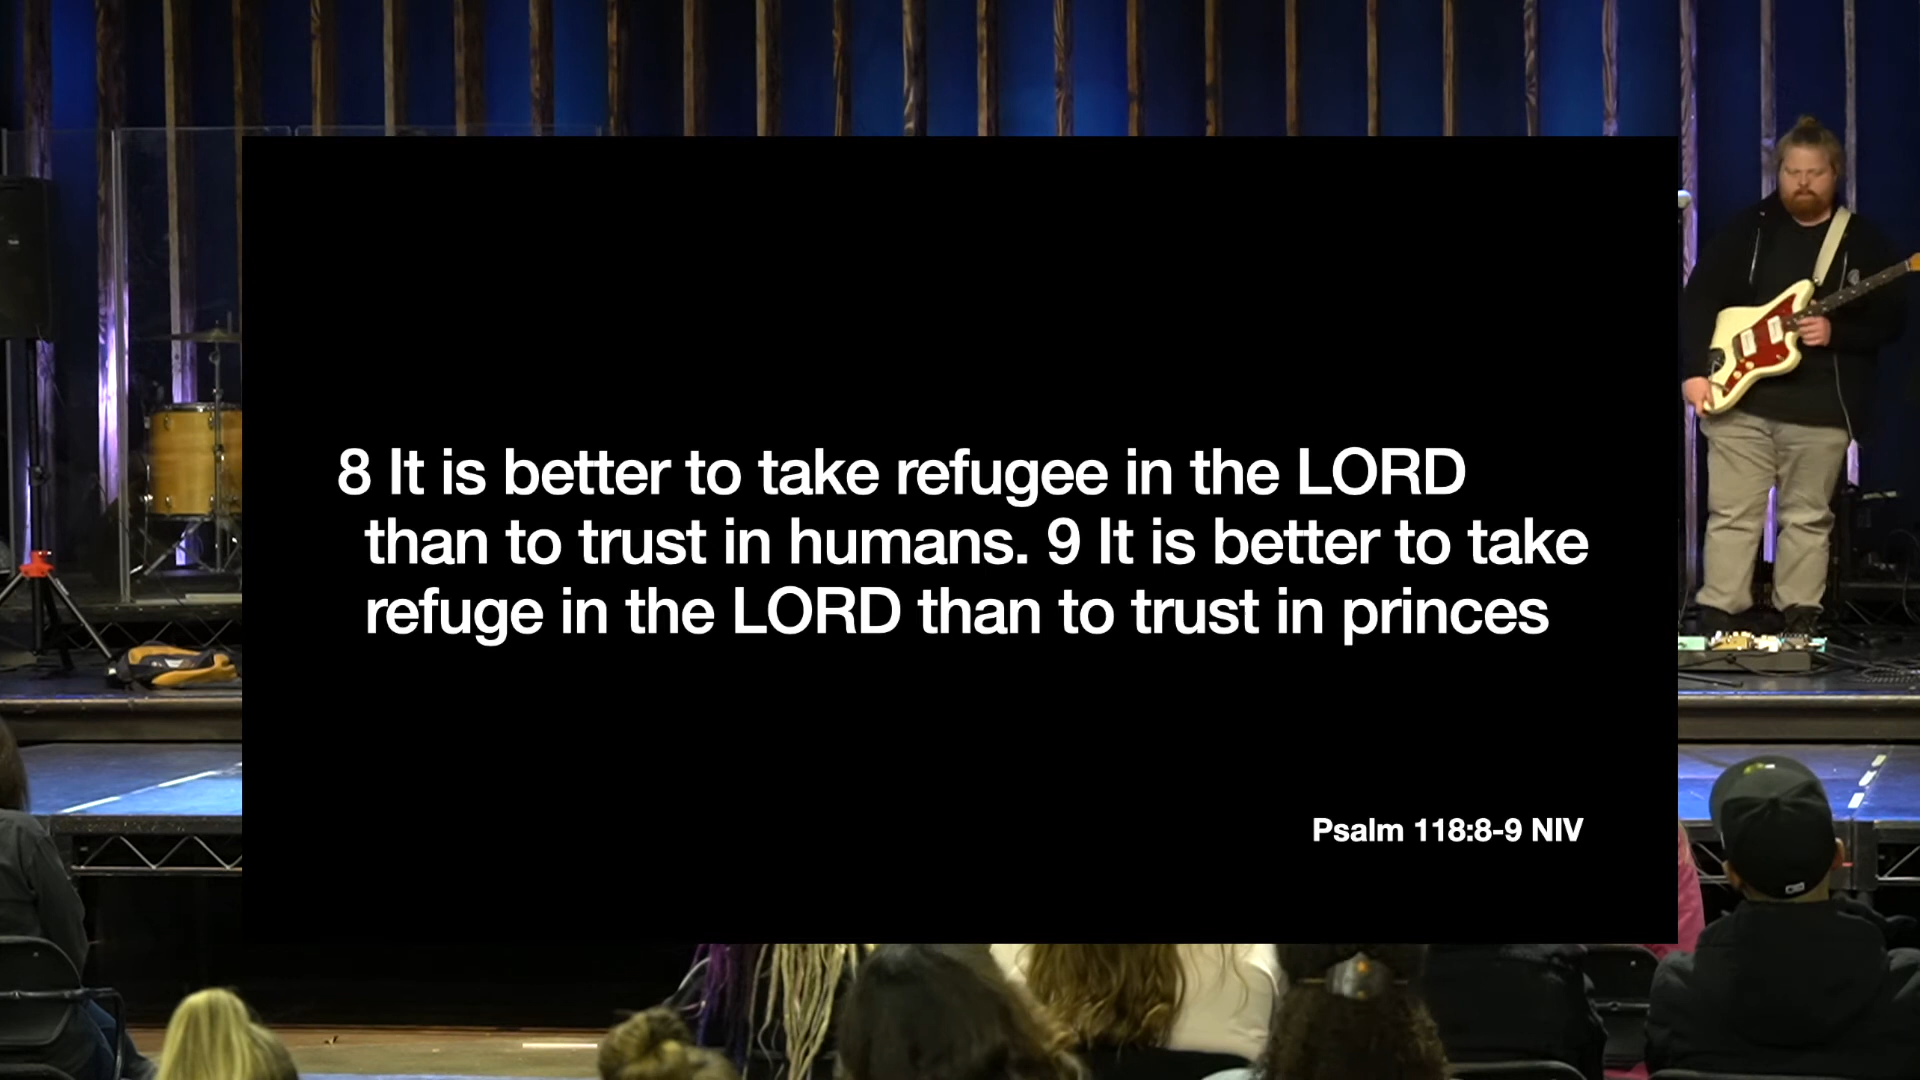 8 It is better to take refugee in the LORD
than to trust in humans. 9 It is better to take
refuge in the LORD than to trust in princes
Psalm 118:8-9 NIV